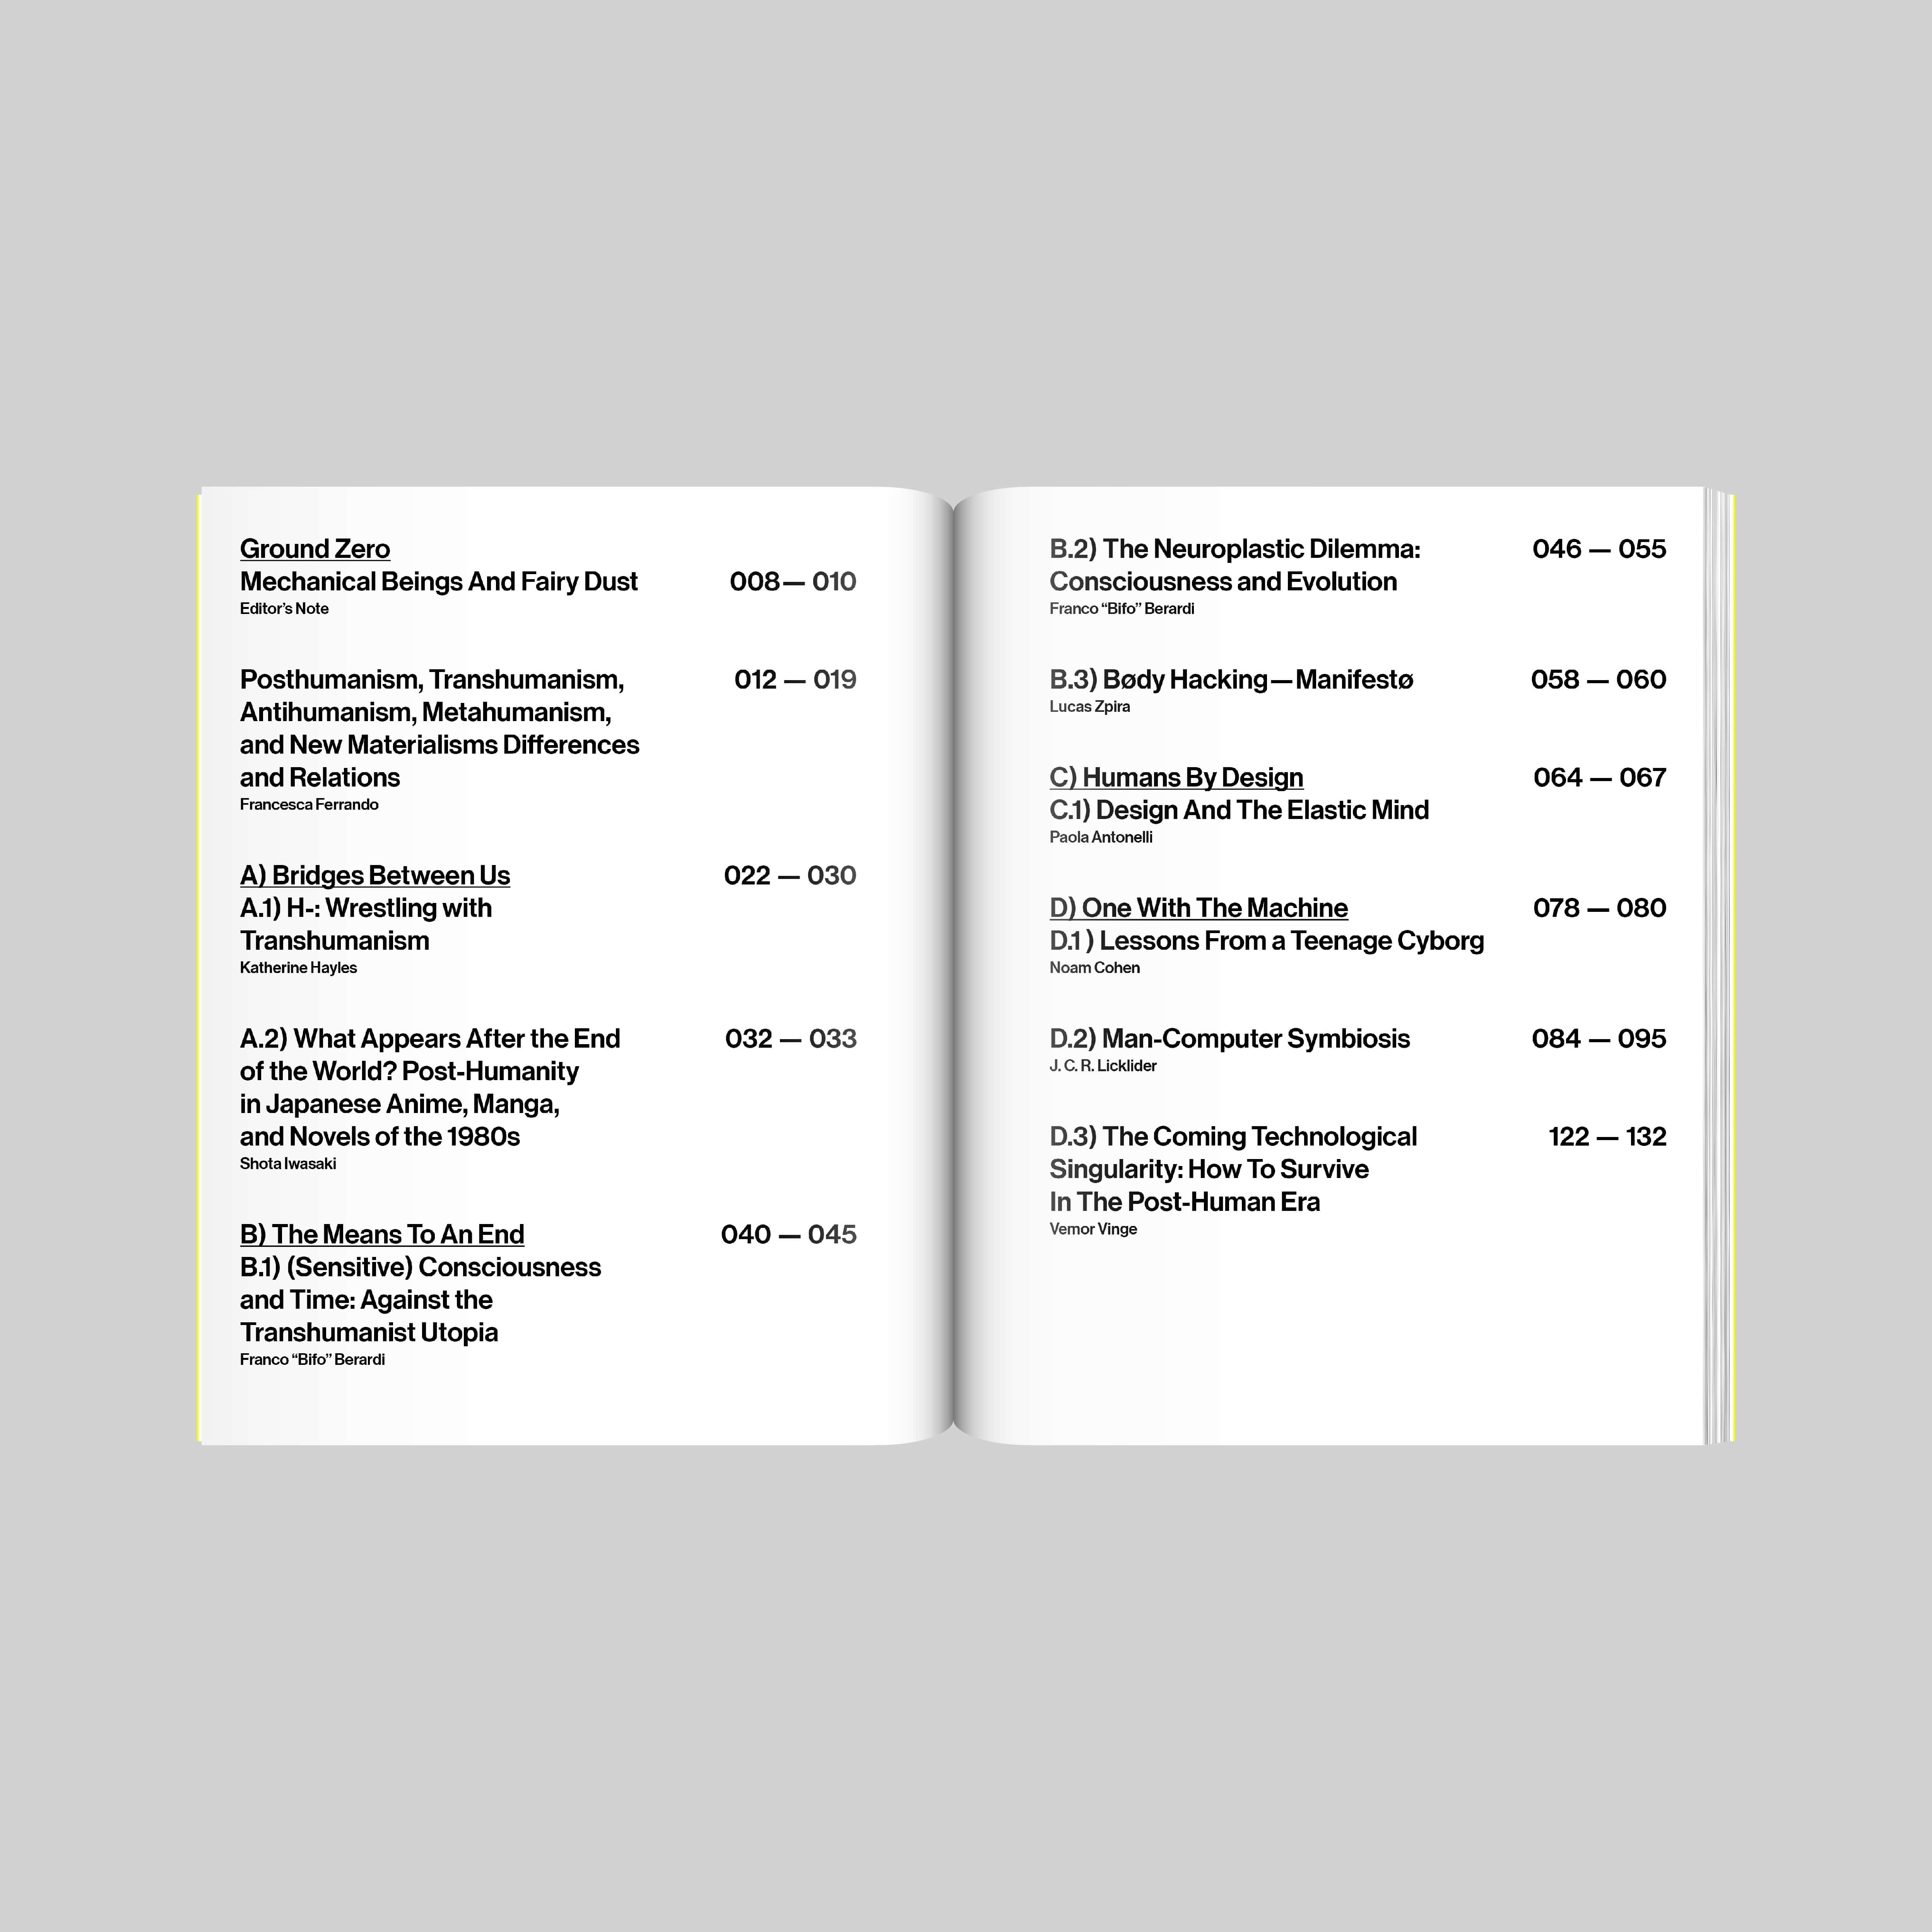 Ground Zero
Mechanical Beings And Fairy Dust 008— 010
Editor’s Note
Posthumanism, Transhumanism, 012 — 019
Antihumanism, Metahumanism,
and New Materialisms Differences
and Relations
Francesca Ferrando
A) Bridges Between Us 022 — 030
A.1) H-: Wrestling with
Transhumanism
Katherine Hayles
A.2) What Appears After the End 032 — 033
of the World? Post-Humanity
in Japanese Anime, Manga,
and Novels of the 1980s
Shota Iwasaki
B) The Means To An End 040 — 045
B.1) (Sensitive) Consciousness
and Time: Against the
Transhumanist Utopia
Franco “Bifo” Berardi
B.2) The Neuroplastic Dilemma: 046 — 055
Consciousness and Evolution
Franco “Bifo” Berardi
B.3) Bødy Hacking—Manifestø 058 — 060
Lucas Zpira
C) Humans By Design 064 — 067
C.1) Design And The Elastic Mind
Paola Antonelli
D) One With The Machine 078 — 080
D.1 ) Lessons From a Teenage Cyborg
Noam Cohen
D.2) Man-Computer Symbiosis 084 — 095
J. C. R. Licklider
D.3) The Coming Technological 122 — 132
Singularity: How To Survive
In The Post-Human Era
Vernor Vinge